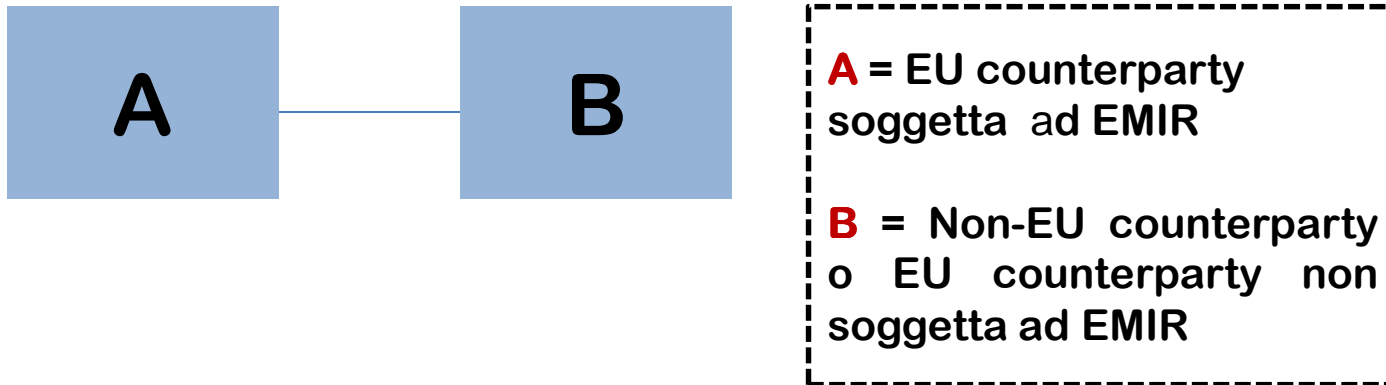 A
B
A = EU counterparty
soggetta ad EMIR
B = Non-EU counterparty
o EU counterparty non
soggetta ad EMIR